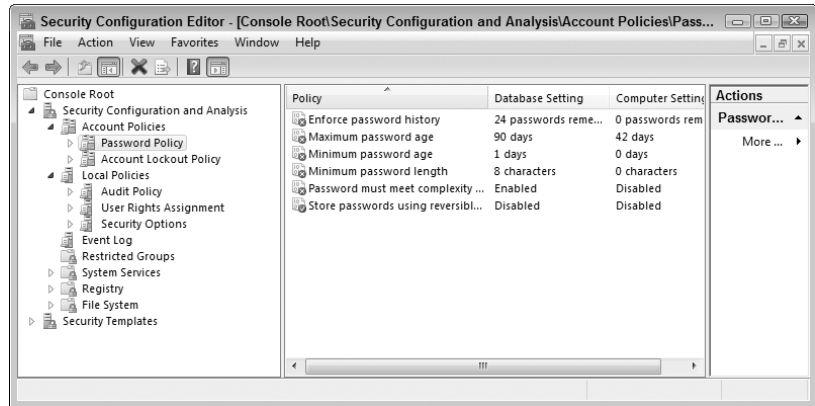 Security Configuration Editor - [Console Root\Security Configuration and Analysis\Account Policies\Pass...
File Action View Favorites Window Help
Console Root
Security Configuration and Analysis
Account Policies
Password Policy
Account Lockout Policy
Local Policies
Audit Policy
User Rights Assignment
Security Options
Event Log
Restricted Groups
System Services
Registry
File System
Security Templates
Policy Database Setting Computer Setting
Enforce password history 24 passwords reme... 0 passwords rem
Maximum password age 90 days 42 days
Minimum password age 1 days 0 days
Minimum password length 8 characters 0 characters
Password must meet complexity ... Enabled Disabled
Store passwords using reversibl... Disabled Disabled
Actions
Passwor...
More ...